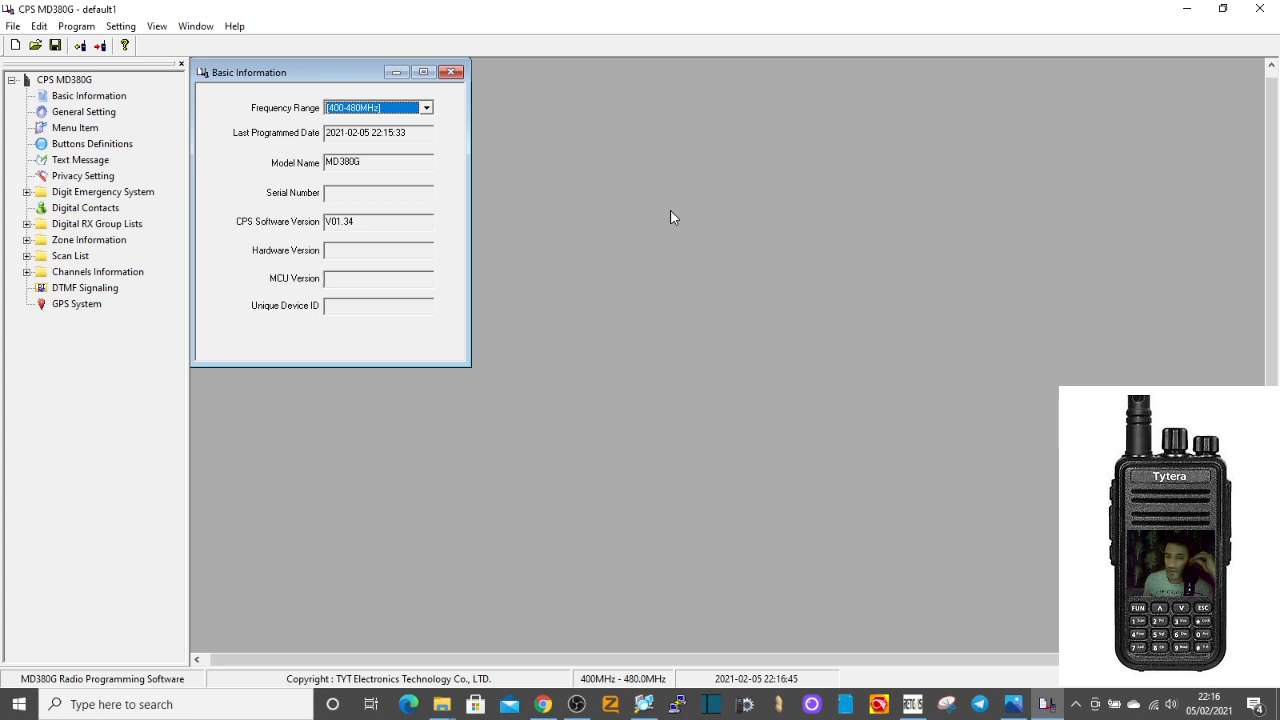 CPS MD380G - default1
File Edit Program Setting View Window Help
CPS MD380G
Basic Information
General Setting
Menu Item
Buttons Definitions
Text Message
Privacy Setting
Digit Emergency System
Digital Contacts
Digital RX Group Lists
Zone Information
Scan List
Channels Information
DTMF Signaling
GPS System
Basic Information
Frequency Range [400-480MHz]
Last Programmed Date 2021-02-05 22:15:33
Model Name MD380G
Serial Number
CPS Software Version V01.34
Hardware Version
MCU Version
Unique Device ID
Tytera
FUN ESC
MD380G Radio Programming Software
Copyright : TYT Electronics Technology Co., LTD.
400MHz - 480.0MHz
2021-02-05 22:16:45
Type here to search
22:16
05/02/2021